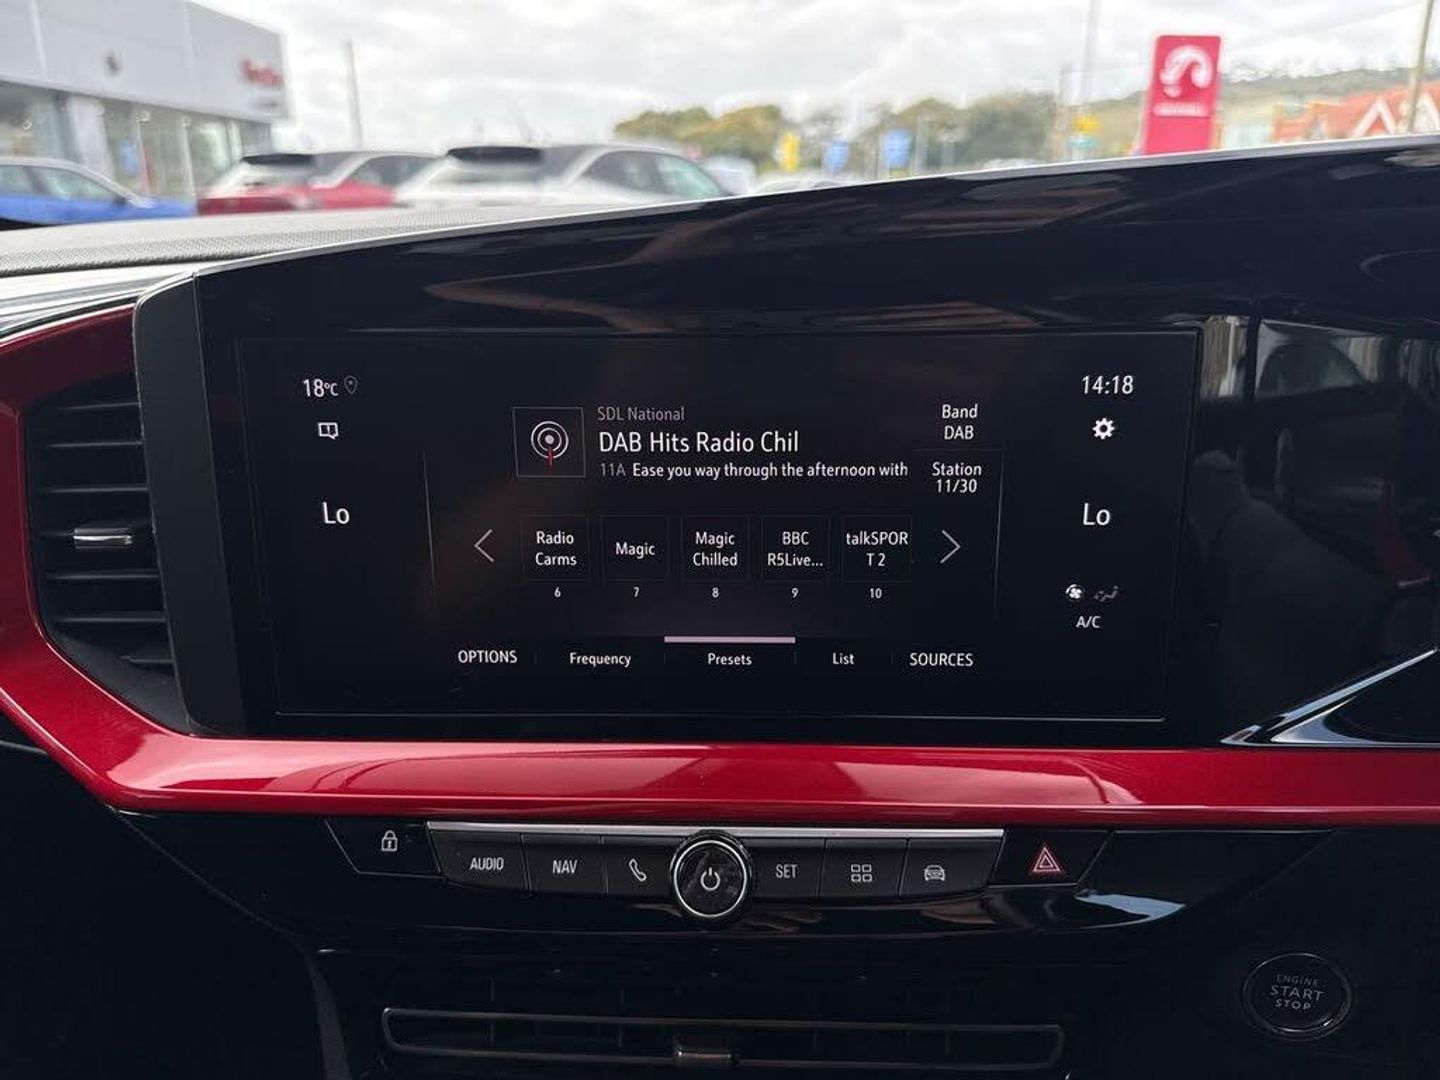 18°C
14:18
SDL National
DAB Hits Radio Chil
11A Ease you way through the afternoon with
Band
DAB
Station
11/30
Lo
Lo
Radio
Carms
6
Magic
7
Magic
Chilled
8
BBC
R5Live...
9
talkSPOR
T 2
10
A/C
OPTIONS
Frequency
Presets
List
SOURCES
AUDIO
NAV
SET
ENGINE
START
STOP